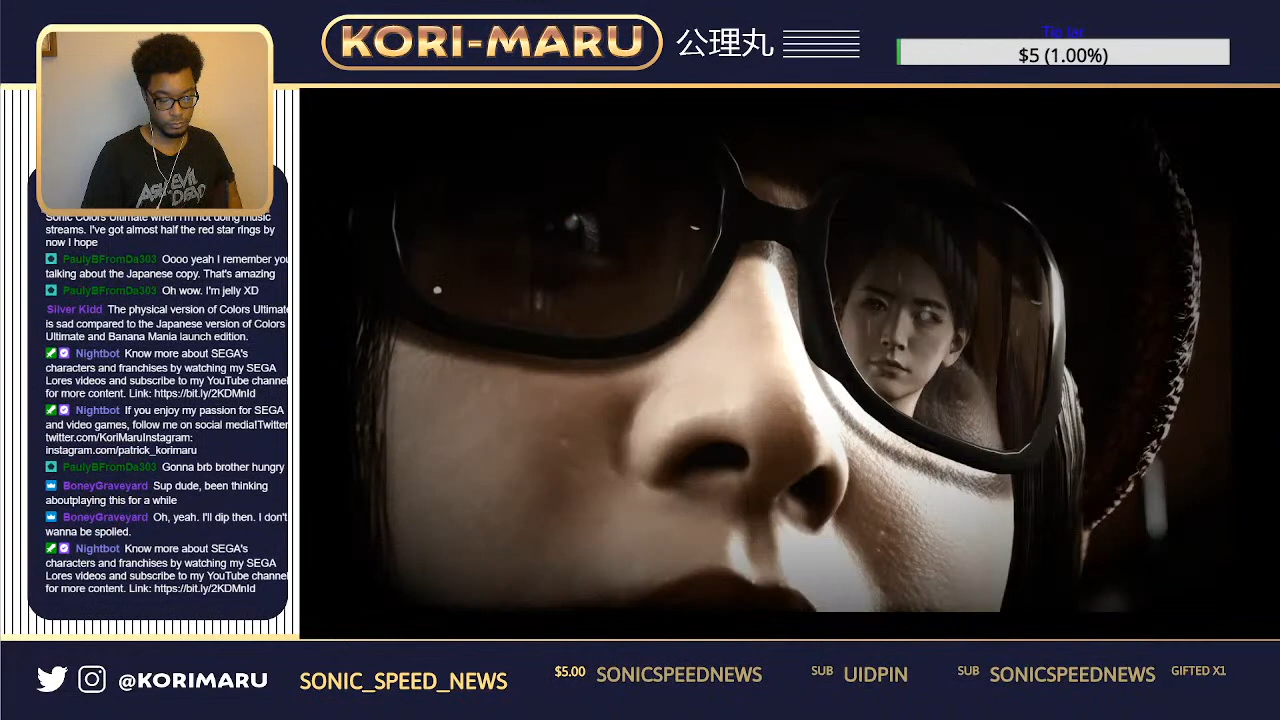 KORI-MARU 公理丸
Tip jar
$5 (1.00%)
ASH EVIL
DEAD
Sonic Colors Ultimate when I'm not doing music
streams. I've got almost half the red star rings by
now I hope
PaulyBFromDa303 Oooo yeah I remember you
talking about the Japanese copy. That's amazing
PaulyBFromDa303 Oh wow. I'm jelly XD
Silver Kidd The physical version of Colors Ultimate
is sad compared to the Japanese version of Colors
Ultimate and Banana Mania launch edition.
Nightbot Know more about SEGA's
characters and franchises by watching my SEGA
Lores videos and subscribe to my YouTube channel
for more content. Link: https://bit.ly/2KDMnId
Nightbot If you enjoy my passion for SEGA
and video games, follow me on social media!Twitter:
twitter.com/KoriMaruInstagram:
instagram.com/patrick_korimaru
PaulyBFromDa303 Gonna brb brother hungry
BoneyGraveyard Sup dude, been thinking
aboutplaying this for a while
BoneyGraveyard Oh, yeah. I'll dip then. I don't
wanna be spoiled.
Nightbot Know more about SEGA's
characters and franchises by watching my SEGA
Lores videos and subscribe to my YouTube channel
for more content. Link: https://bit.ly/2KDMnId
@KORIMARU SONIC_SPEED_NEWS $5.00 SONICSPEEDNEWS SUB UIDPIN SUB SONICSPEEDNEWS GIFTED X1